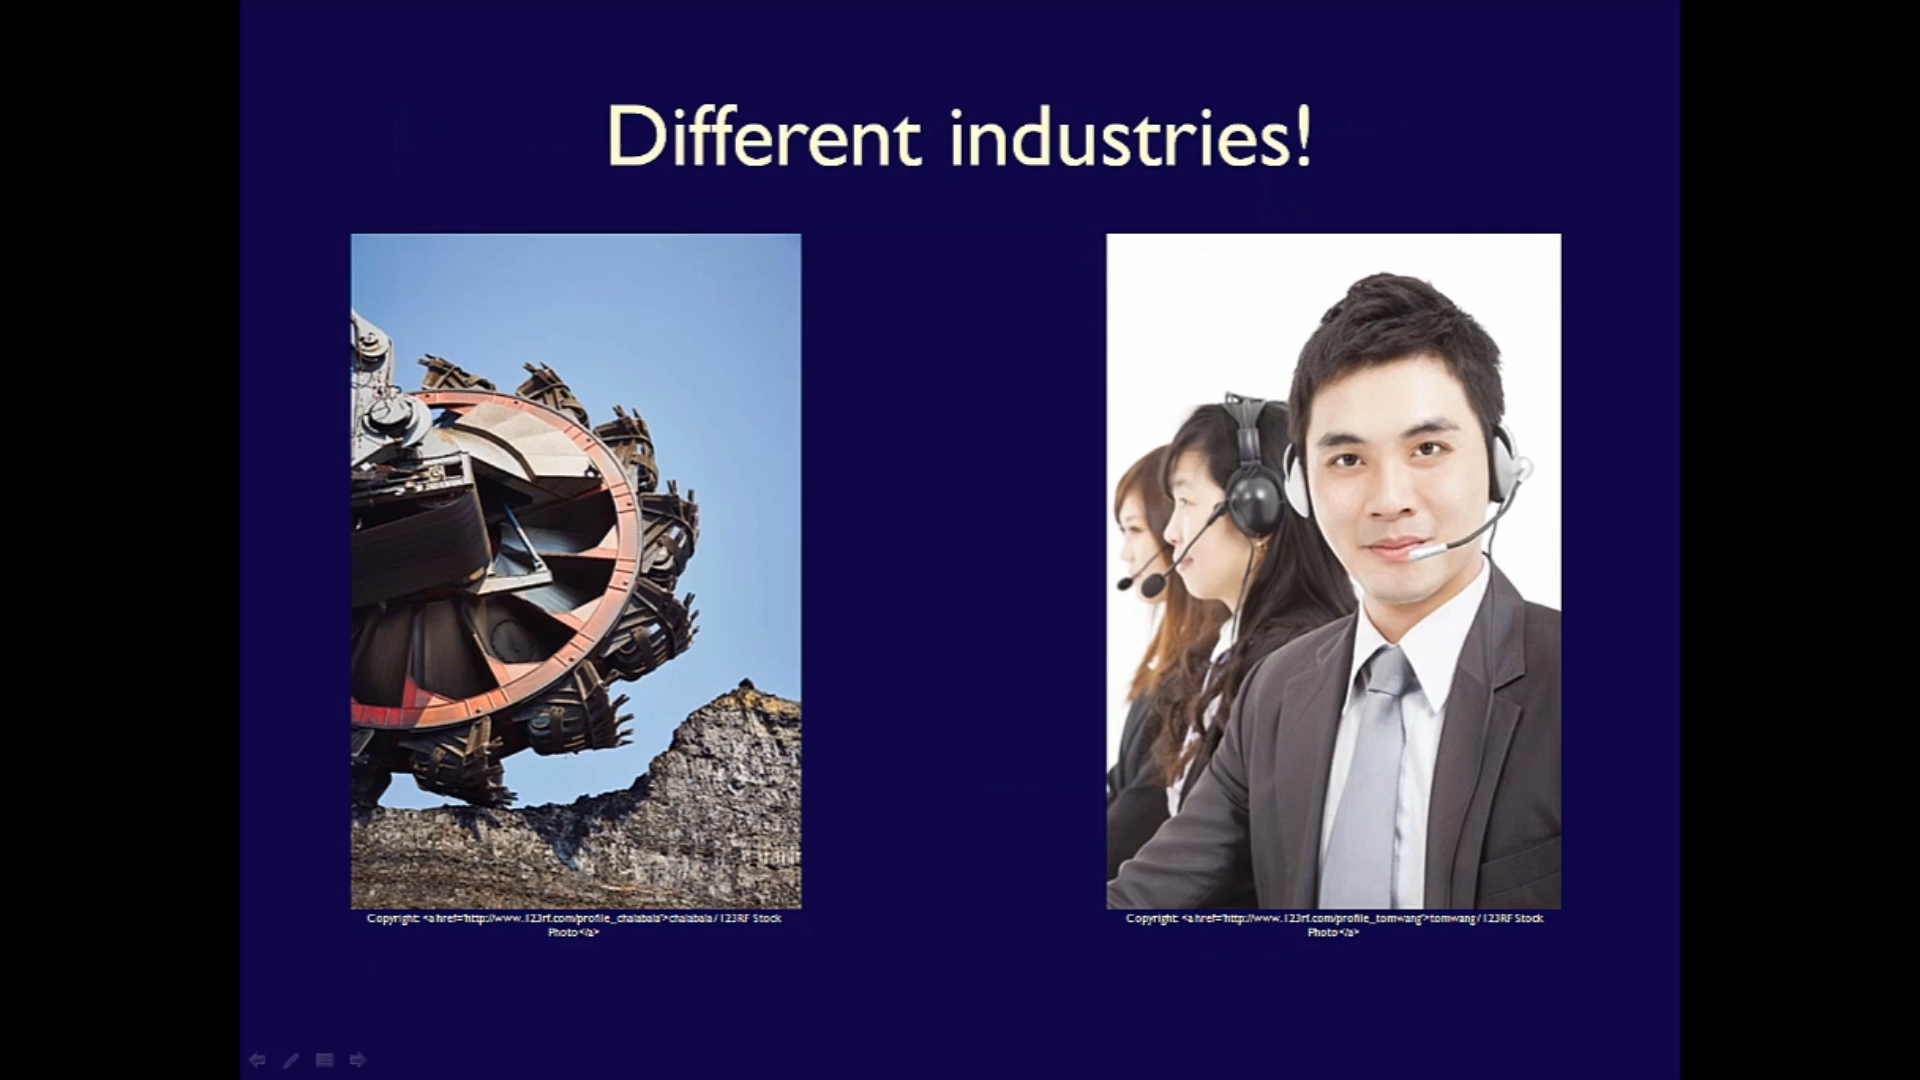 Different industries!
Copyright: <a href="http://www.123rf.com/profile_chalabala">chalabala / 123RF Stock
Photo</a>
Copyright: <a href="http://www.123rf.com/profile_tomwang">tomwang / 123RF Stock
Photo</a>